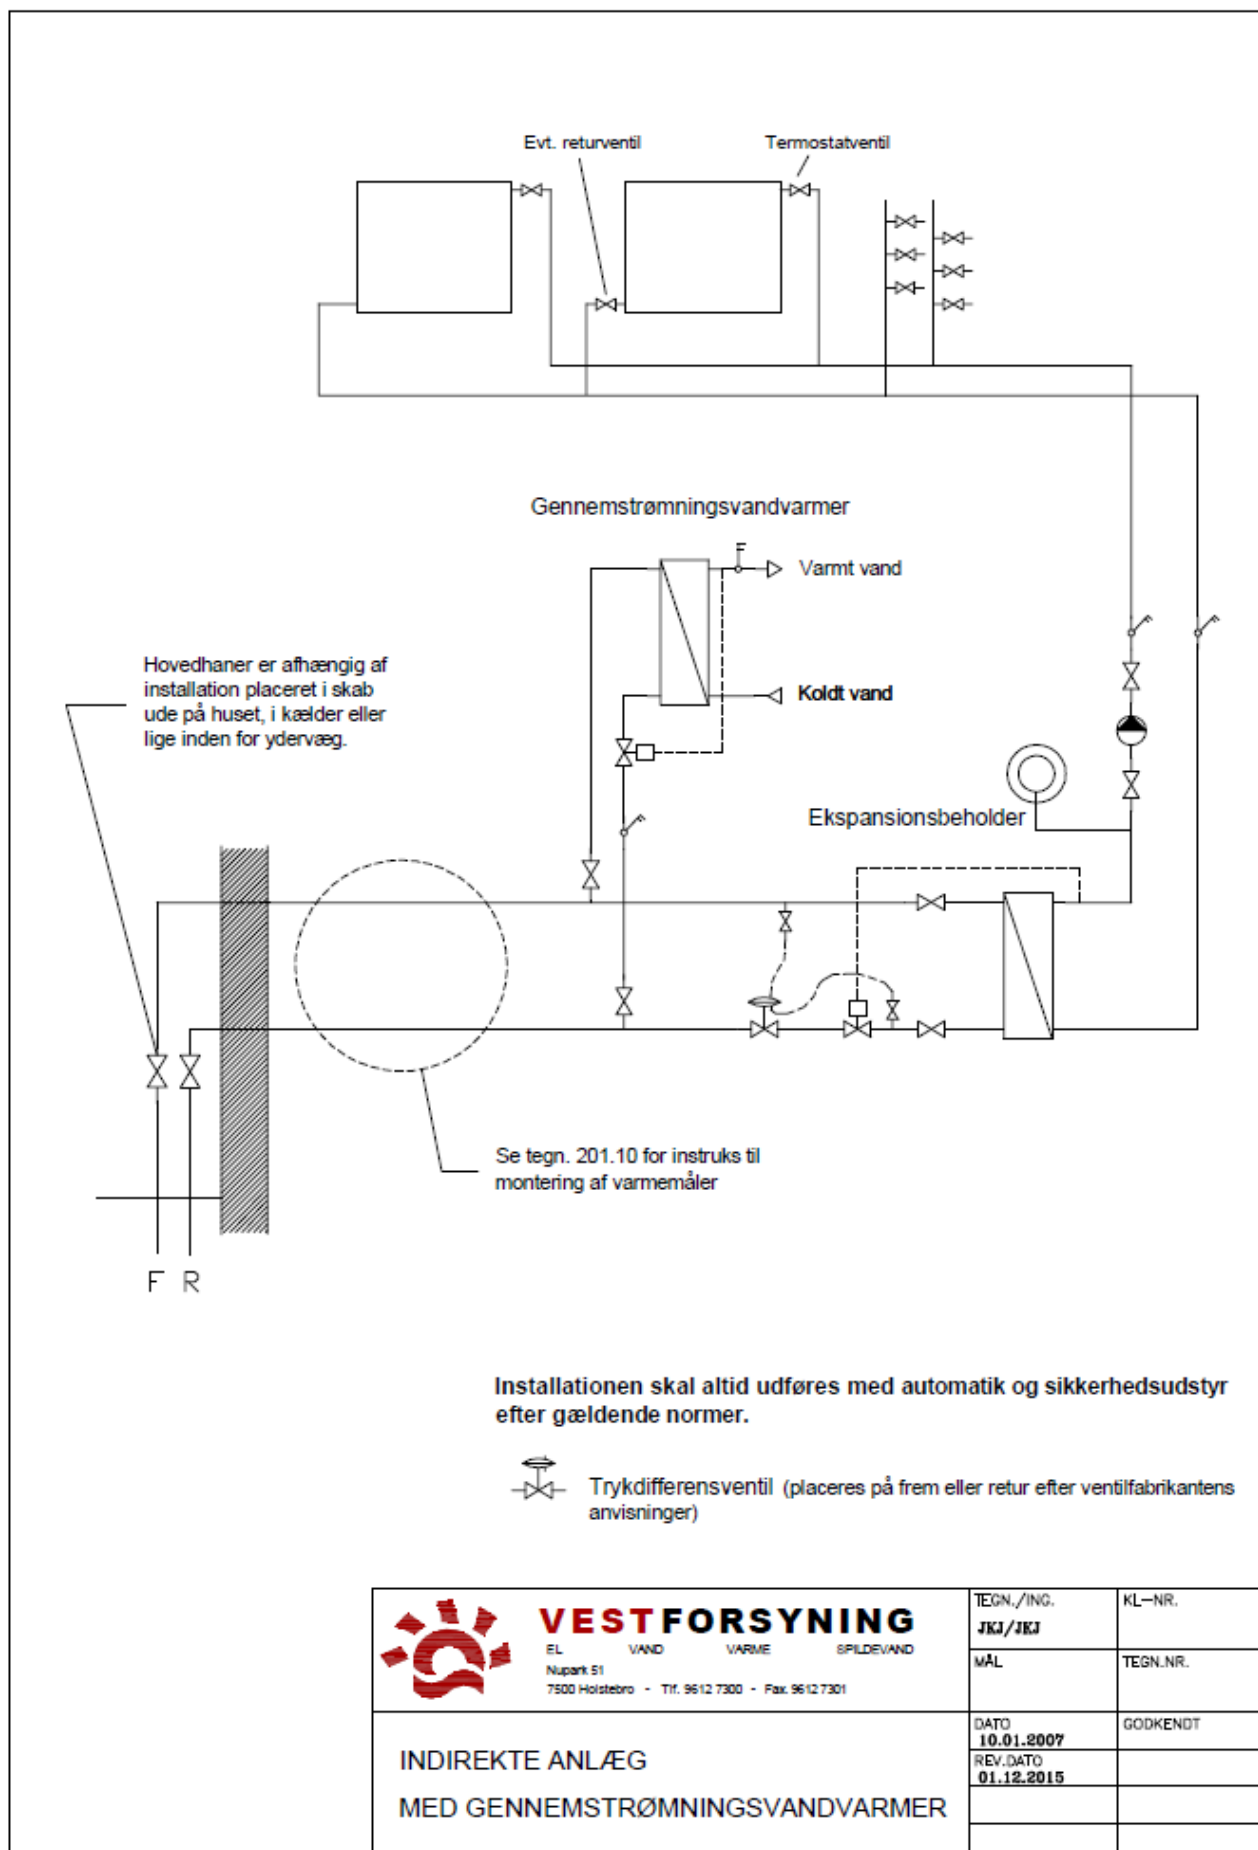 Evt. returventil
Termostatventil
Gennemstrømningsvandvarmer
F
Varmt vand
Koldt vand
Hovedhaner er afhængig af
installation placeret i skab
ude på huset, i kælder eller
lige inden for ydervæg.
Ekspansionsbeholder
Se tegn. 201.10 for instruks til
montering af varmemåler
F R
Installationen skal altid udføres med automatik og sikkerhedsudstyr
efter gældende normer.
Trykdifferensventil (placeres på frem eller retur efter ventilfabrikantens
anvisninger)
VESTFORSYNING
EL VAND VARME SPILDEVAND
Nupark 51
7500 Holstebro - Tlf. 9612 7300 - Fax. 9612 7301
TEGN./ING.
JKJ/JKJ
KL-NR.
MÅL
TEGN.NR.
DATO
10.01.2007
GODKENDT
REV.DATO
01.12.2015
INDIREKTE ANLÆG
MED GENNEMSTRØMNINGSVANDVARMER